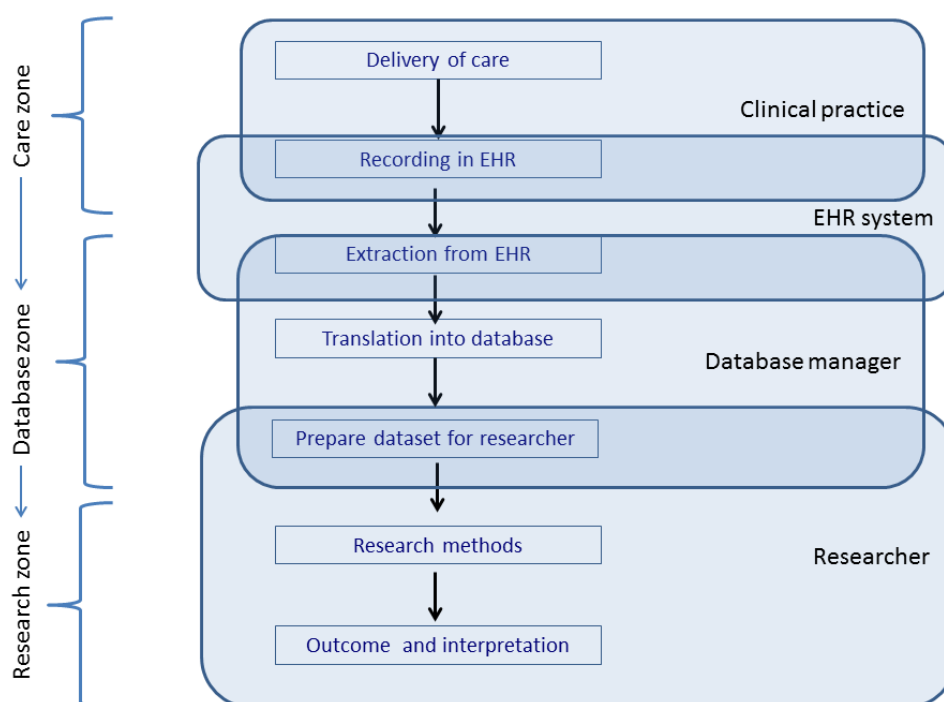 Care zone
Database zone
Research zone
Delivery of care
Clinical practice
Recording in EHR
EHR system
Extraction from EHR
Translation into database
Database manager
Prepare dataset for researcher
Research methods
Researcher
Outcome and interpretation